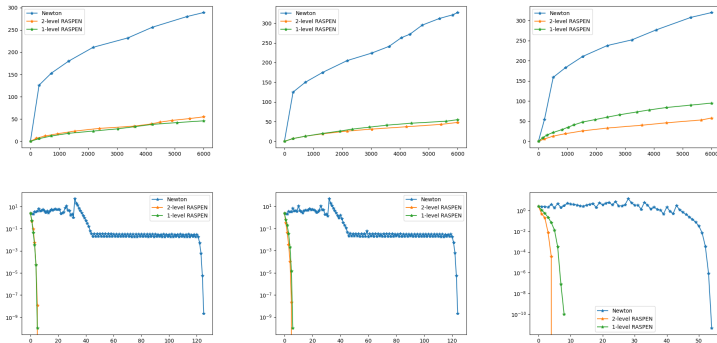 300
250
200
150
100
50
0
Newton
2-level RASPEN
1-level RASPEN
0 1000 2000 3000 4000 5000 6000
300
250
200
150
100
50
0
Newton
2-level RASPEN
1-level RASPEN
0 1000 2000 3000 4000 5000 6000
300
250
200
150
100
50
0
Newton
2-level RASPEN
1-level RASPEN
0 1000 2000 3000 4000 5000 6000
10¹
10⁻¹
10⁻³
10⁻⁵
10⁻⁷
10⁻⁹
Newton
2-level RASPEN
1-level RASPEN
0 20 40 60 80 100 120
10¹
10⁻¹
10⁻³
10⁻⁵
10⁻⁷
10⁻⁹
Newton
2-level RASPEN
1-level RASPEN
0 20 40 60 80 100 120
10⁰
10⁻²
10⁻⁴
10⁻⁶
10⁻⁸
10⁻¹⁰
Newton
2-level RASPEN
1-level RASPEN
0 10 20 30 40 50